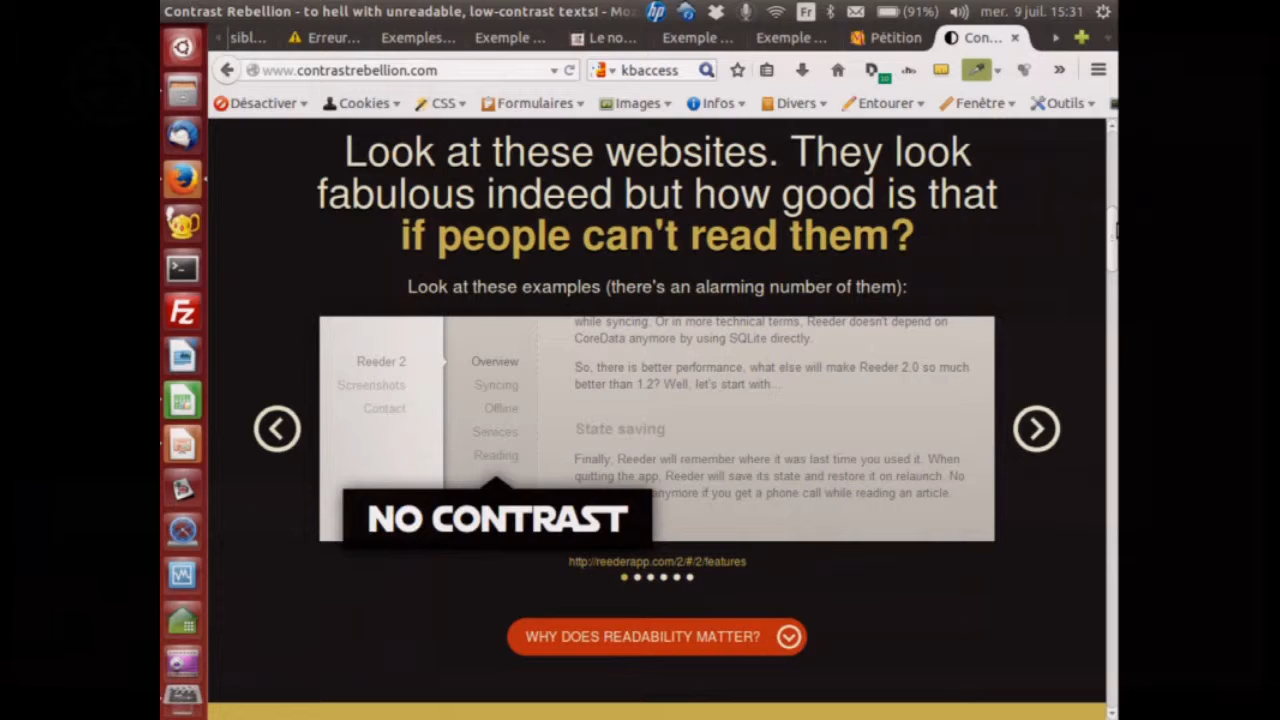 Contrast Rebellion - to hell with unreadable, low-contrast texts! - Moz
Fr
(91%)
mer. 9 juil. 15:31
sibl...
Erreur...
Exemples...
Exemple ...
Le no...
Exemple ...
Exemple ...
Pétition
Con...
www.contrastrebellion.com
kbaccess
Désactiver
Cookies
CSS
Formulaires
Images
Infos
Divers
Entourer
Fenêtre
Outils
Look at these websites. They look
fabulous indeed but how good is that
if people can't read them?
Look at these examples (there's an alarming number of them):
Reeder 2
Screenshots
Contact
Overview
Syncing
Offline
Services
Reading
while syncing. Or in more technical terms, Reeder doesn't depend on
CoreData anymore by using SQLite directly.
So, there is better performance, what else will make Reeder 2.0 so much
better than 1.2? Well, let's start with...
State saving
Finally, Reeder will remember where it was last time you used it. When
quitting the app, Reeder will save its state and restore it on relaunch. No
anymore if you get a phone call while reading an article.
NO CONTRAST
http://reederapp.com/2/#/2/features
WHY DOES READABILITY MATTER?